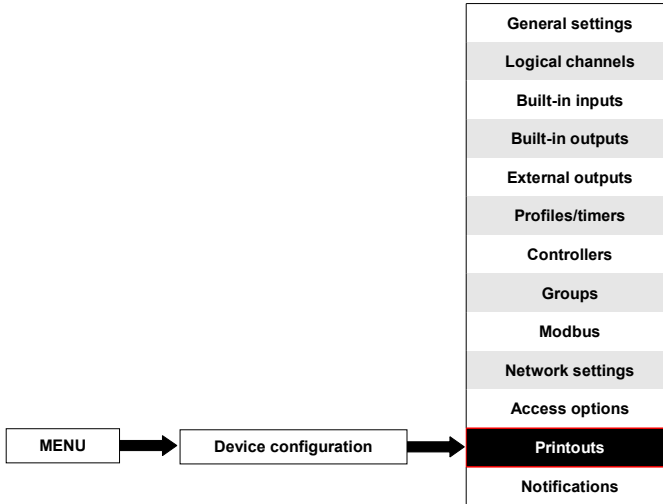 General settings
Logical channels
Built-in inputs
Built-in outputs
External outputs
Profiles/timers
Controllers
Groups
Modbus
Network settings
Access options
MENU
Device configuration
Printouts
Notifications